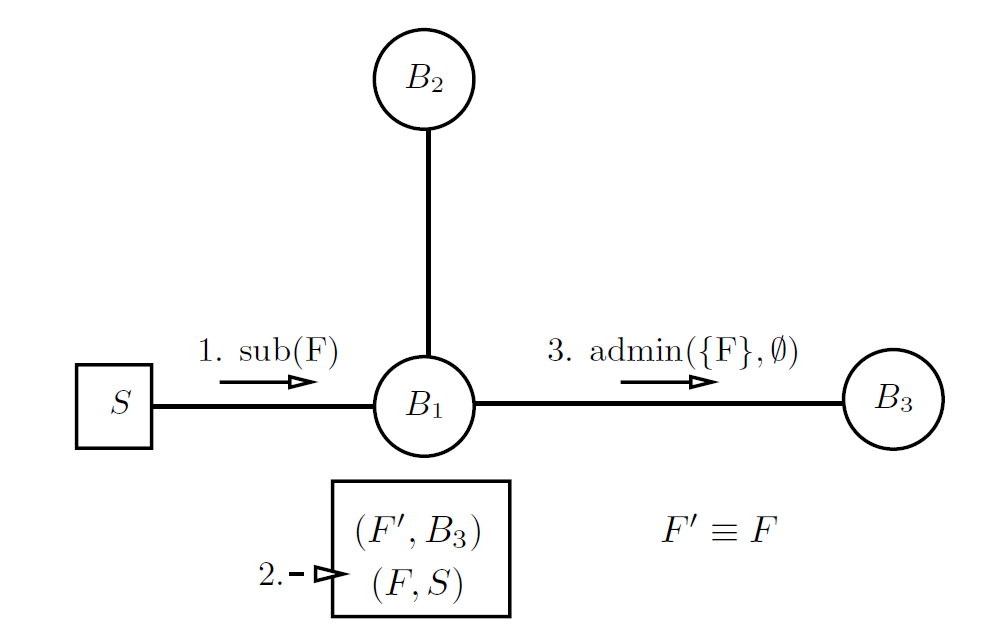 B₂
1. sub(F)
3. admin({F}, ∅)
S
B₁
B₃
(F′, B₃)
F′ ≡ F
2.
(F, S)